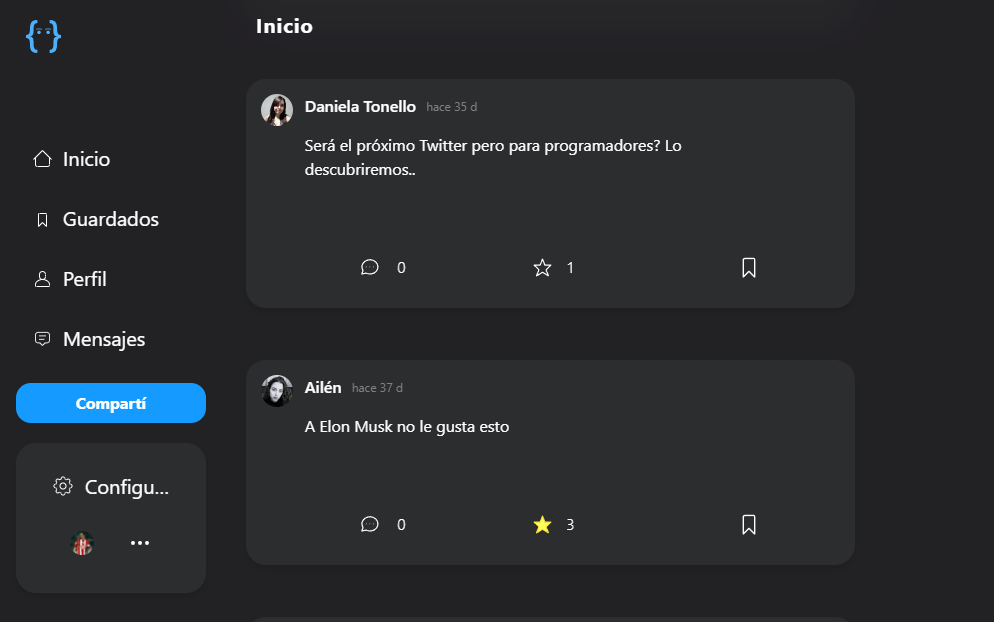 Inicio
Inicio
Guardados
Perfil
Mensajes
Compartí
Configu...
Daniela Tonello hace 35 d
Será el próximo Twitter pero para programadores? Lo
descubriremos..
0 1
Ailén hace 37 d
A Elon Musk no le gusta esto
0 3